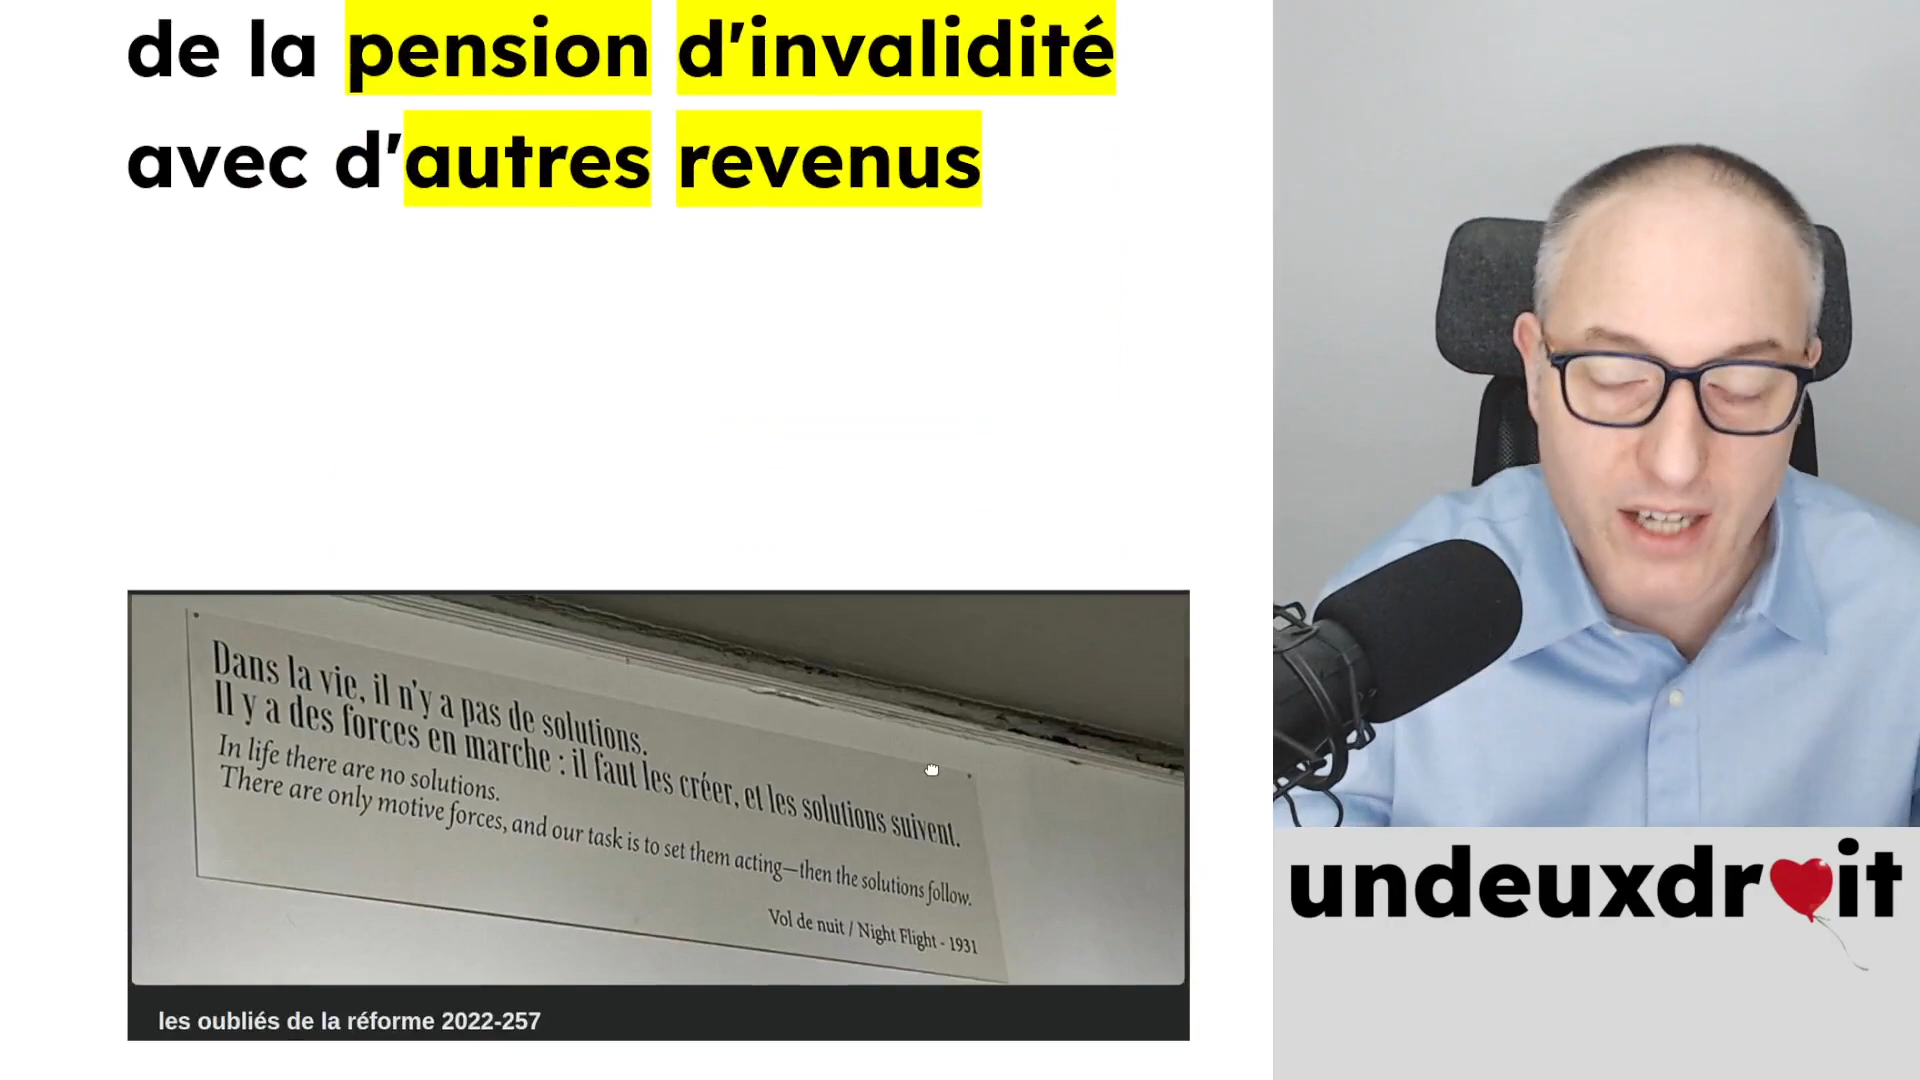 de la pension d'invalidité
avec d'autres revenus
Dans la vie, il n'y a pas de solutions.
Il y a des forces en marche : il faut les créer, et les solutions suivent.
In life there are no solutions.
There are only motive forces, and our task is to set them acting—then the solutions follow.
Vol de nuit / Night Flight - 1931
les oubliés de la réforme 2022-257
undeuxdroit